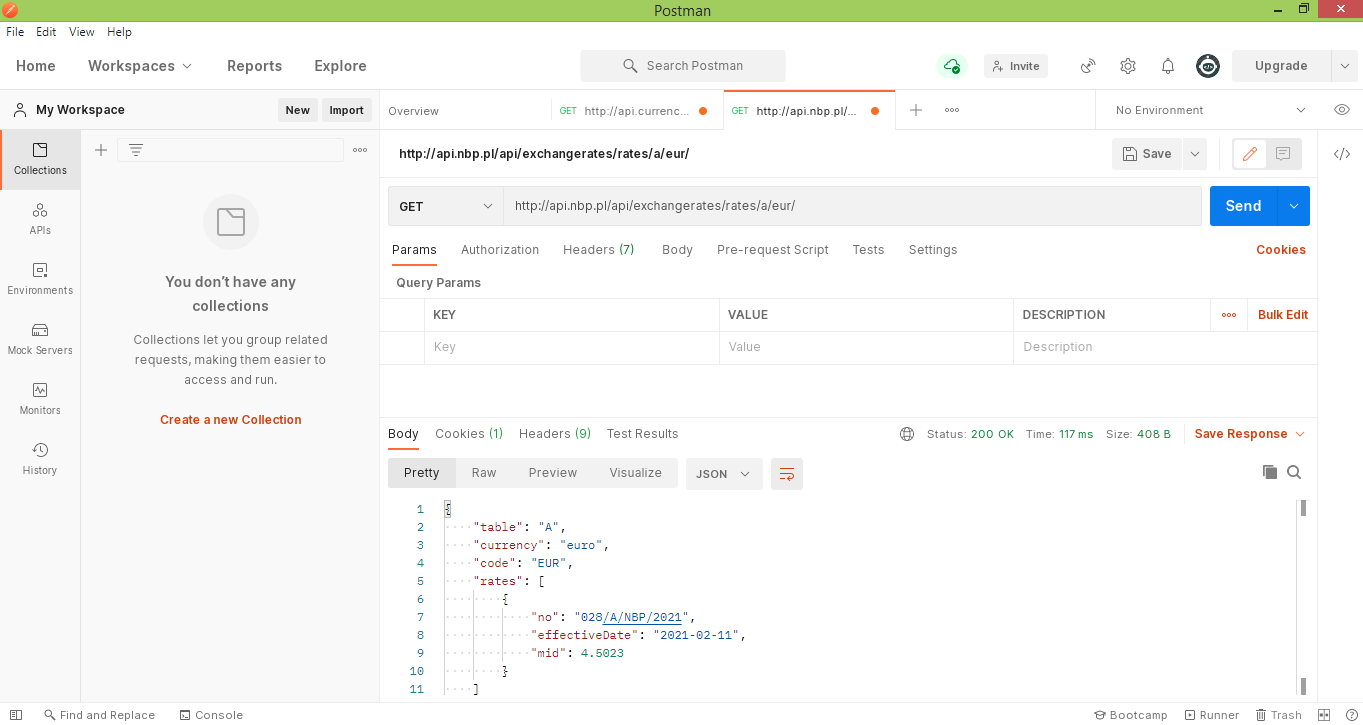 Postman
File Edit View Help
Home Workspaces Reports Explore Search Postman Invite Upgrade
My Workspace New Import Overview GET http://api.currenc... GET http://api.nbp.pl/... No Environment
Collections
APIs
Environments
Mock Servers
Monitors
History
You don’t have any
collections
Collections let you group related
requests, making them easier to
access and run.
Create a new Collection
http://api.nbp.pl/api/exchangerates/rates/a/eur/ Save
GET http://api.nbp.pl/api/exchangerates/rates/a/eur/ Send
Params Authorization Headers (7) Body Pre-request Script Tests Settings Cookies
Query Params
KEY VALUE DESCRIPTION Bulk Edit
Key Value Description
Body Cookies (1) Headers (9) Test Results Status: 200 OK Time: 117 ms Size: 408 B Save Response
Pretty Raw Preview Visualize JSON
1 {
2 "table": "A",
3 "currency": "euro",
4 "code": "EUR",
5 "rates": [
6 {
7 "no": "028/A/NBP/2021",
8 "effectiveDate": "2021-02-11",
9 "mid": 4.5023
10 }
11 ]
Find and Replace Console Bootcamp Runner Trash